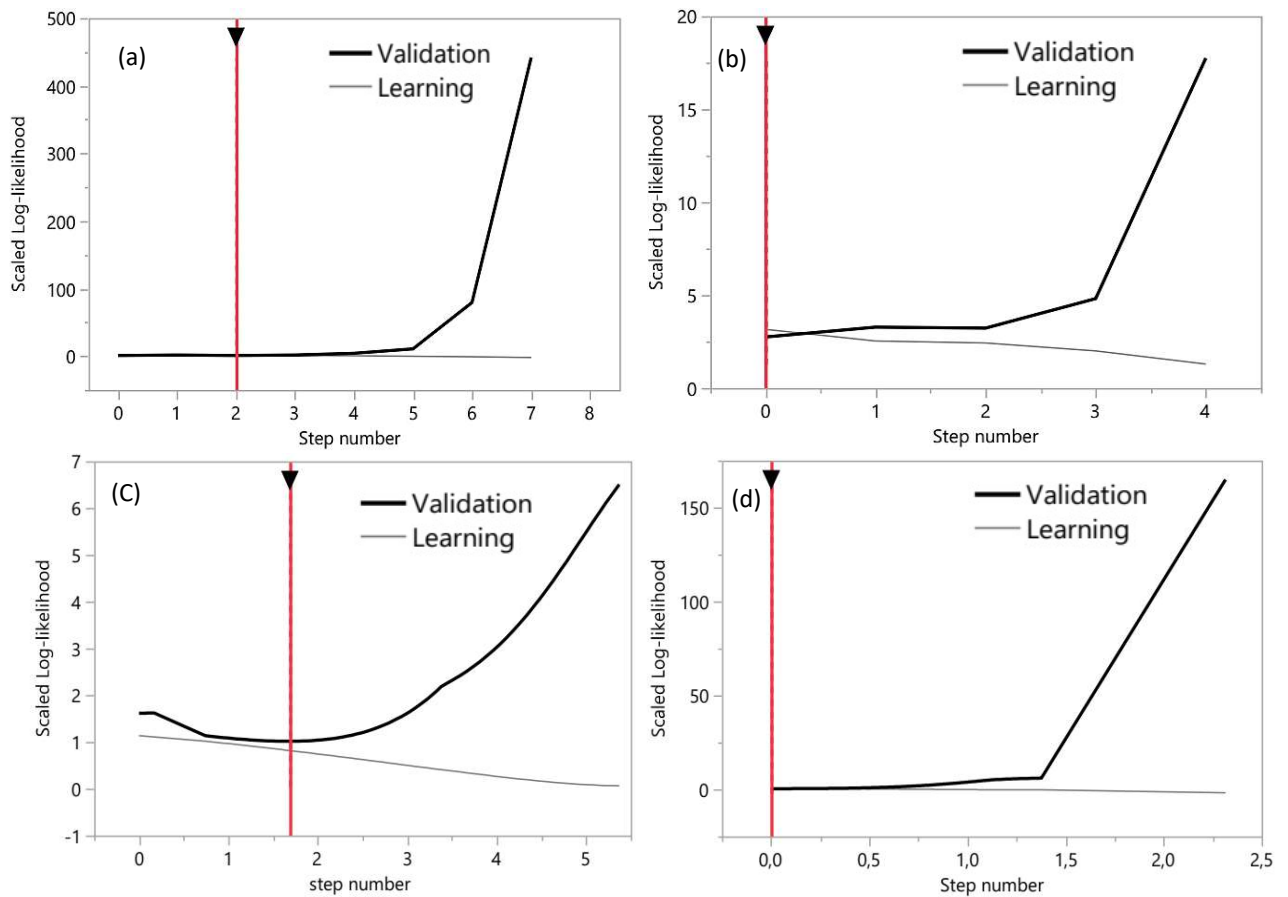 (a)
Validation
Learning
Scaled Log-likelihood
500
400
300
200
100
0
0 1 2 3 4 5 6 7 8
Step number
(b)
Validation
Learning
Scaled Log-likelihood
20
15
10
5
0
0 1 2 3 4
Step number
(C)
Validation
Learning
Scaled Log-likelihood
7
6
5
4
3
2
1
0
-1
0 1 2 3 4 5
step number
(d)
Validation
Learning
Scaled Log-likelihood
150
100
50
0
0,0 0,5 1,0 1,5 2,0 2,5
Step number